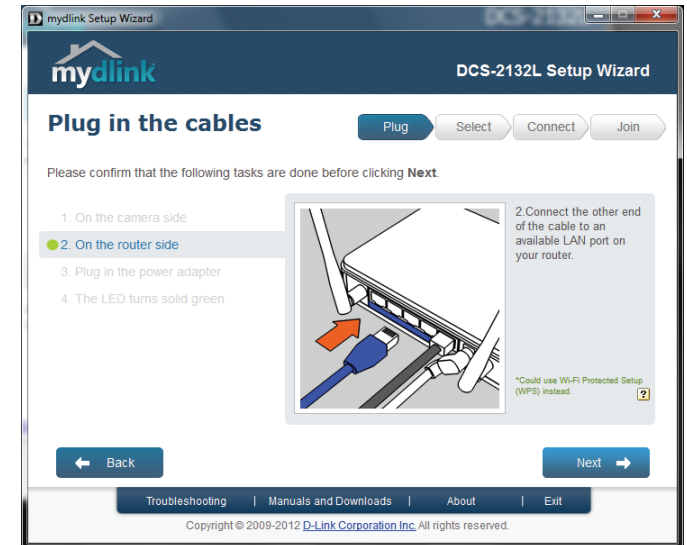 mydlink Setup Wizard
mydlink
DCS-2132L Setup Wizard
Plug in the cables
Plug
Select
Connect
Join
Please confirm that the following tasks are done before clicking Next.
1. On the camera side
2. On the router side
3. Plug in the power adapter
4. The LED turns solid green
2.Connect the other end
of the cable to an
available LAN port on
your router.
*Could use Wi-Fi Protected Setup
(WPS) instead.
?
Back
Next
Troubleshooting | Manuals and Downloads | About | Exit
Copyright © 2009-2012 D-Link Corporation Inc. All rights reserved.